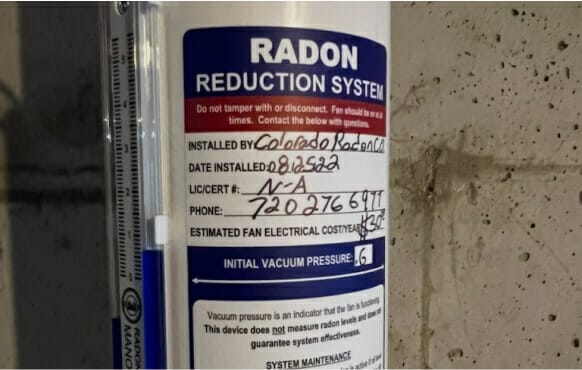 RADON
REDUCTION SYSTEM
Do not tamper with or disconnect. Fan should be on at all
times. Contact the below with questions.
INSTALLED BY Colorado Radon Co
DATE INSTALLED: 082522
LIC/CERT #: N-A
PHONE: 720 276 6977
ESTIMATED FAN ELECTRICAL COST/YEAR $30
INITIAL VACUUM PRESSURE: .6
Vacuum pressure is an indicator that the fan is functioning.
This device does not measure radon levels and does not
guarantee system effectiveness.
SYSTEM MAINTENANCE
RADON
MANO